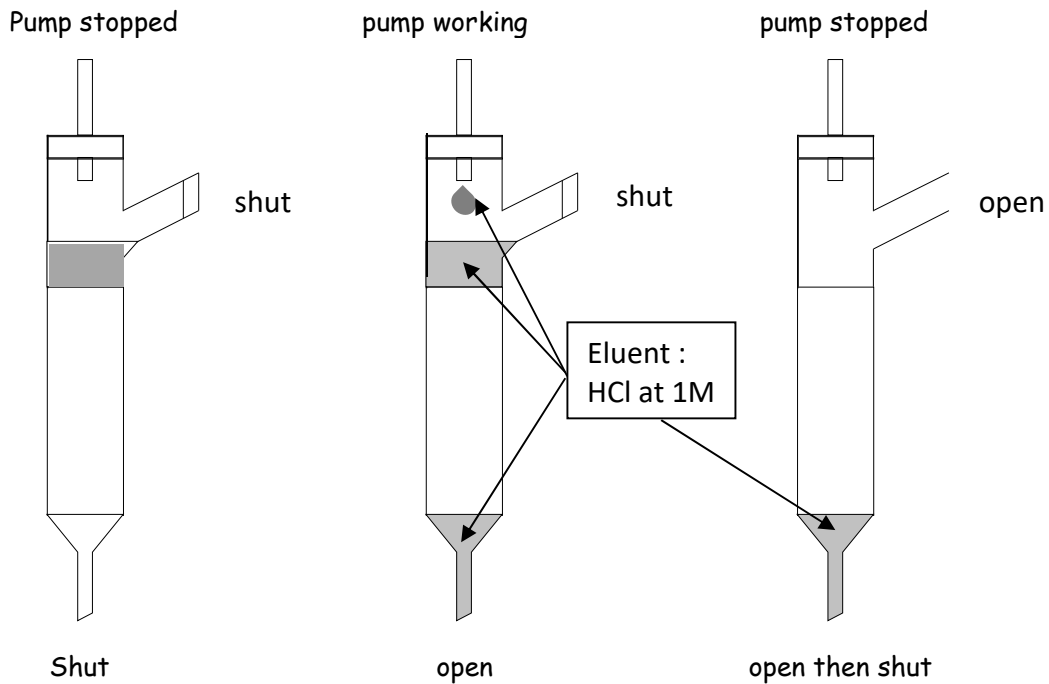 Pump stopped
pump working
pump stopped
shut
shut
open
Eluent :
HCl at 1M
Shut
open
open then shut